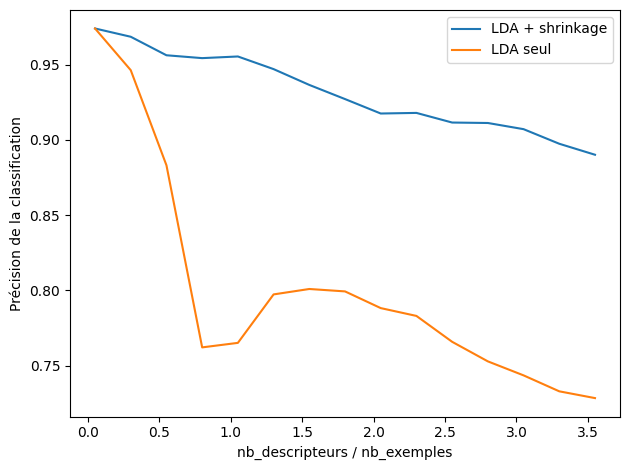 LDA + shrinkage
LDA seul
Précision de la classification
0.95
0.90
0.85
0.80
0.75
0.0 0.5 1.0 1.5 2.0 2.5 3.0 3.5
nb_descripteurs / nb_exemples